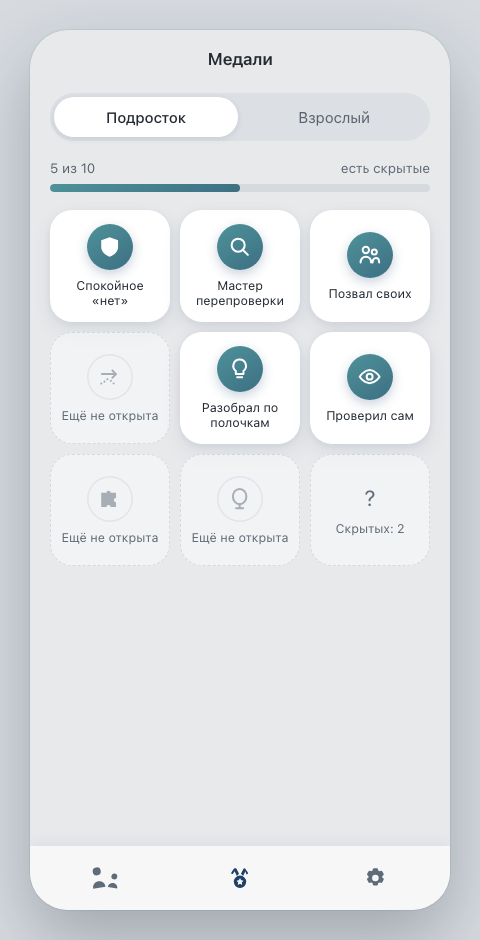 Медали
Подросток
Взрослый
5 из 10
есть скрытые
Спокойное
«нет»
Мастер
перепроверки
Позвал своих
Ещё не открыта
Разобрал по
полочкам
Проверил сам
Ещё не открыта
Ещё не открыта
?
Скрытых: 2